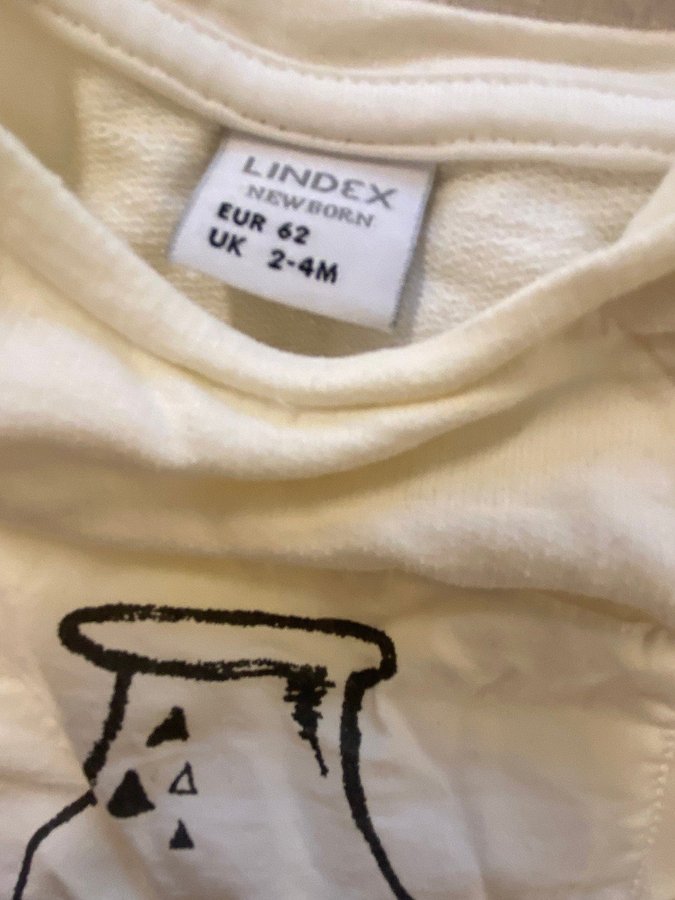 LINDEX
NEWBORN
EUR 62
UK 2-4M